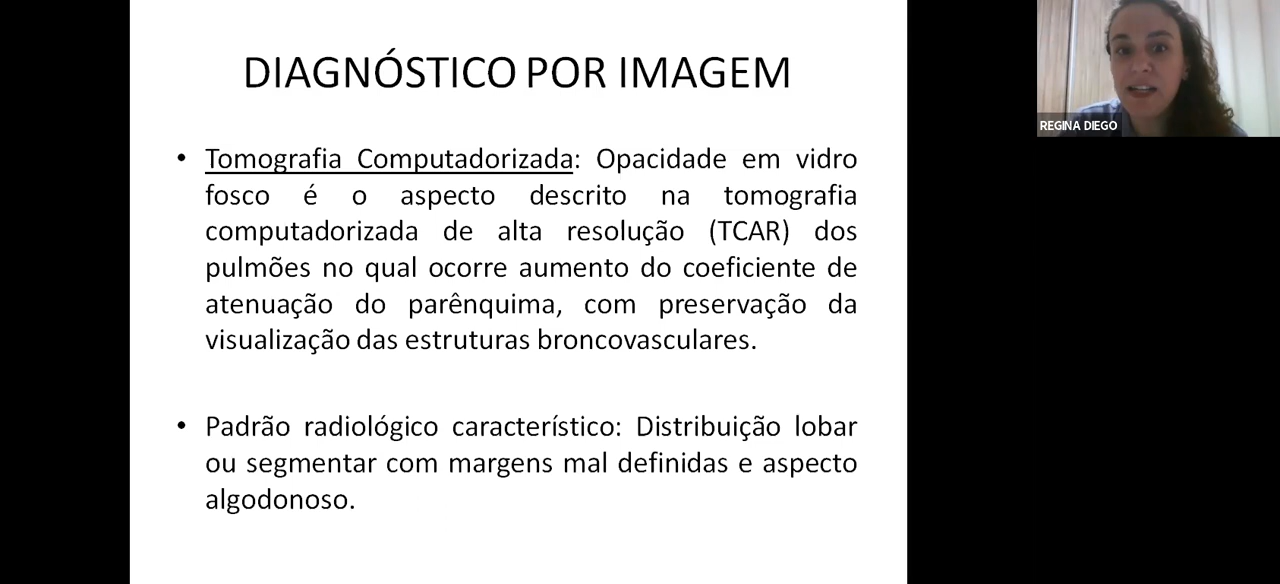 DIAGNÓSTICO POR IMAGEM
• Tomografia Computadorizada: Opacidade em vidro
fosco é o aspecto descrito na tomografia
computadorizada de alta resolução (TCAR) dos
pulmões no qual ocorre aumento do coeficiente de
atenuação do parênquima, com preservação da
visualização das estruturas broncovasculares.
• Padrão radiológico característico: Distribuição lobar
ou segmentar com margens mal definidas e aspecto
algodonoso.
REGINA DIEGO